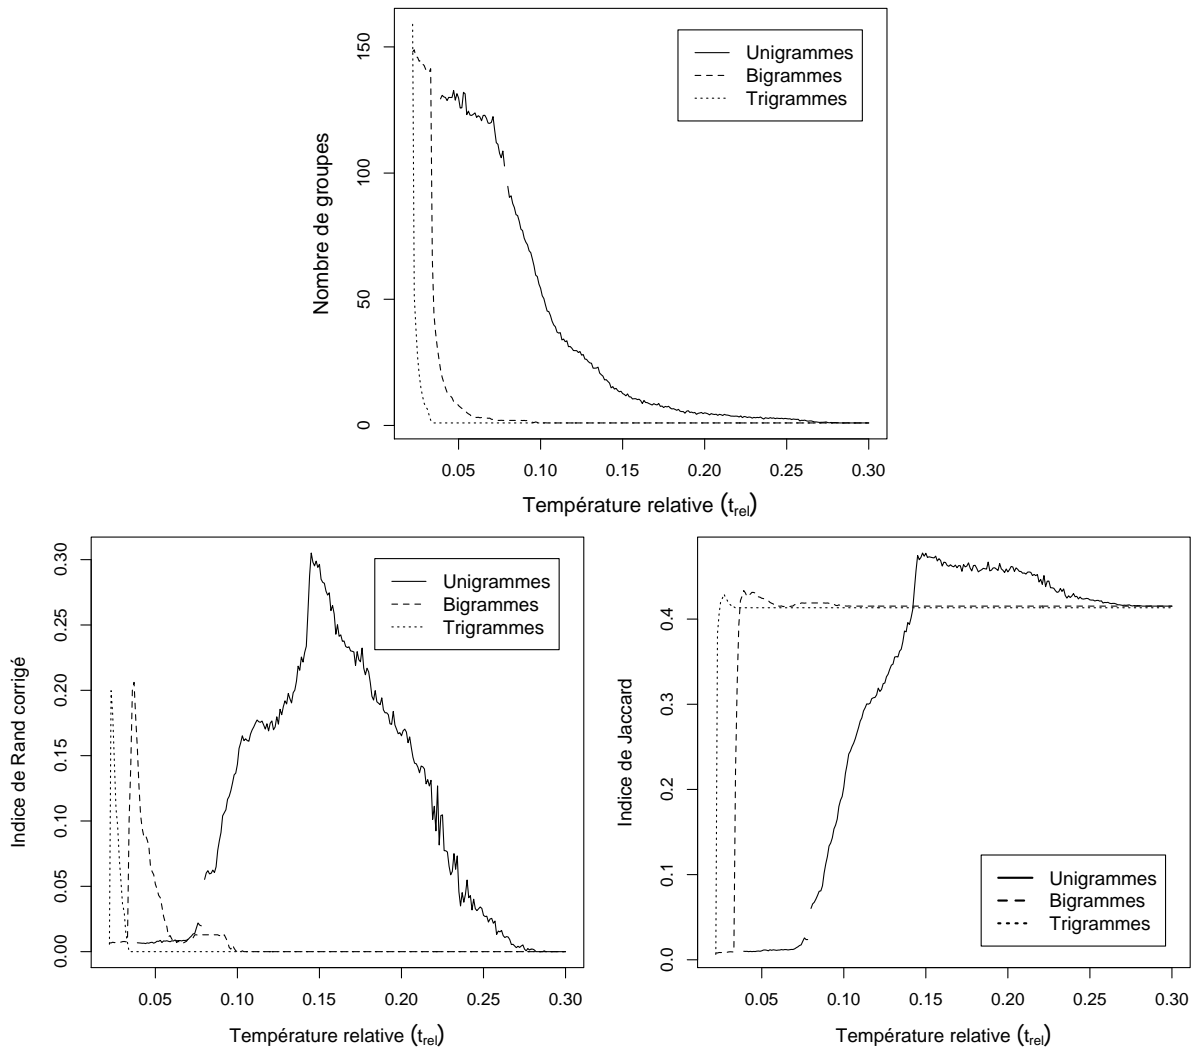 Nombre de groupes
150
100
50
0
Unigrammes
Bigrammes
Trigrammes
0.05 0.10 0.15 0.20 0.25 0.30
Température relative (trel)
Indice de Rand corrigé
0.30
0.25
0.20
0.15
0.10
0.05
0.00
Unigrammes
Bigrammes
Trigrammes
0.05 0.10 0.15 0.20 0.25 0.30
Température relative (trel)
Indice de Jaccard
0.4
0.3
0.2
0.1
0.0
Unigrammes
Bigrammes
Trigrammes
0.05 0.10 0.15 0.20 0.25 0.30
Température relative (trel)